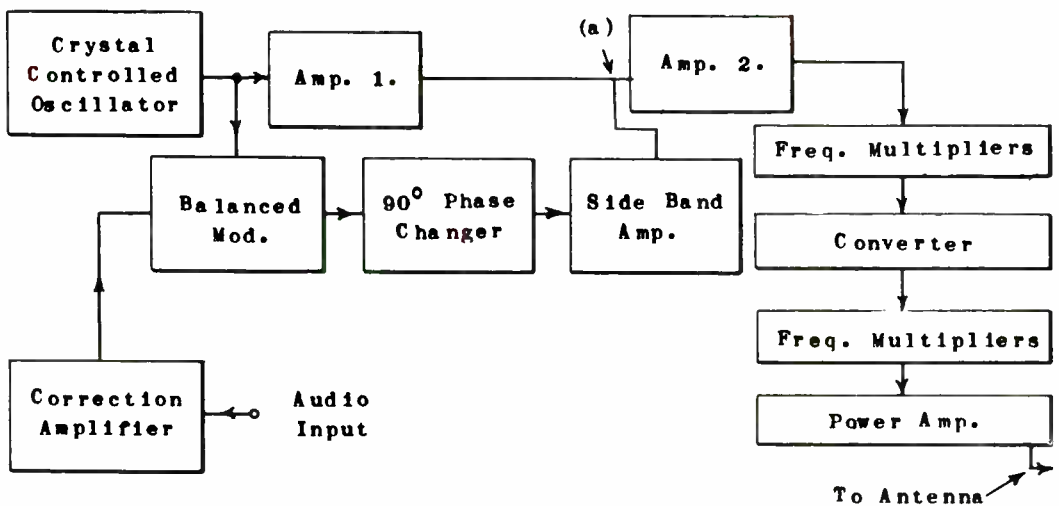 Crystal
Controlled
Oscillator
Amp. 1.
(a)
Amp. 2.
Freq. Multipliers
Balanced
Mod.
90° Phase
Changer
Side Band
Amp.
Converter
Freq. Multipliers
Correction
Amplifier
Audio
Input
Power Amp.
To Antenna